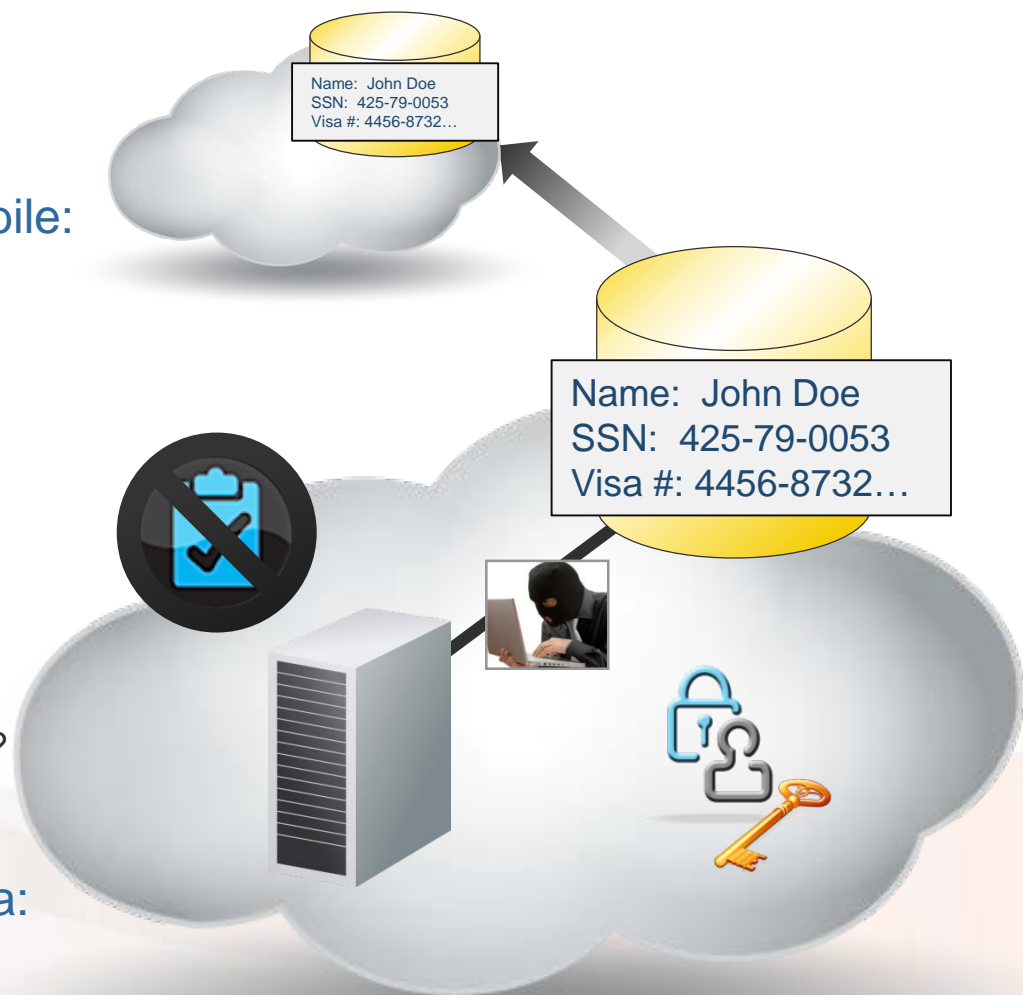 Name: John Doe
SSN: 425-79-0053
Visa #: 4456-8732…
bile:
Name: John Doe
SSN: 425-79-0053
Visa #: 4456-8732…
?
a: